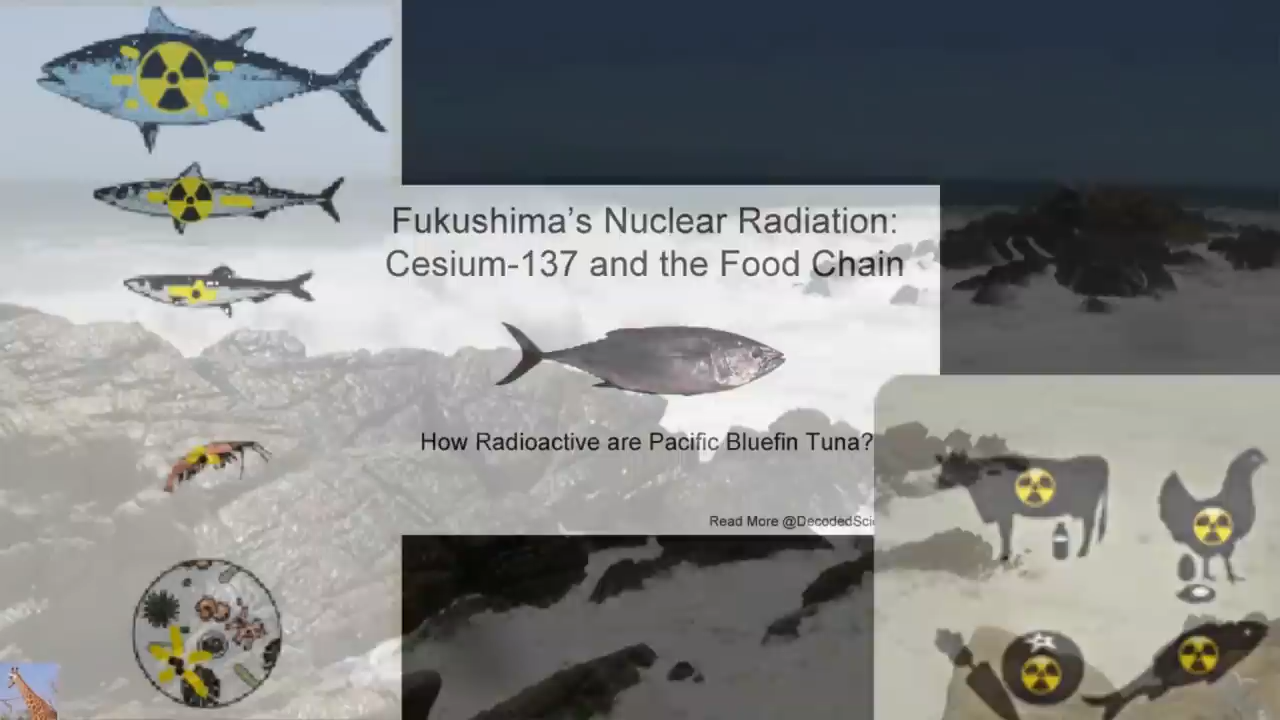 Fukushima’s Nuclear Radiation:
Cesium-137 and the Food Chain
How Radioactive are Pacific Bluefin Tuna?
Read More @DecodedSci